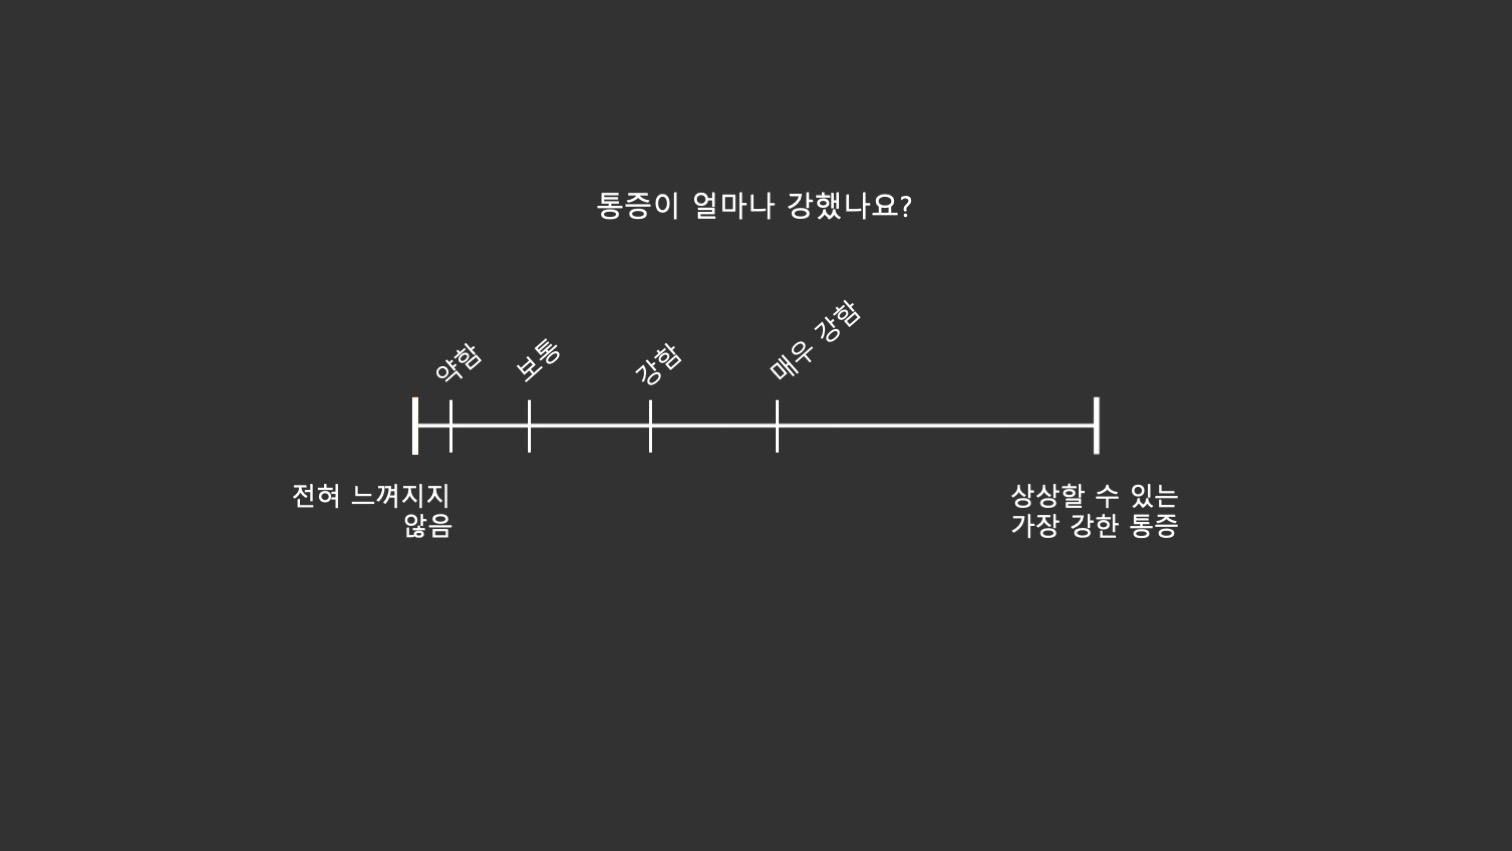 통증이 얼마나 강했나요?
약함
보통
강함
매우 강함
전혀 느껴지지
않음
상상할 수 있는
가장 강한 통증